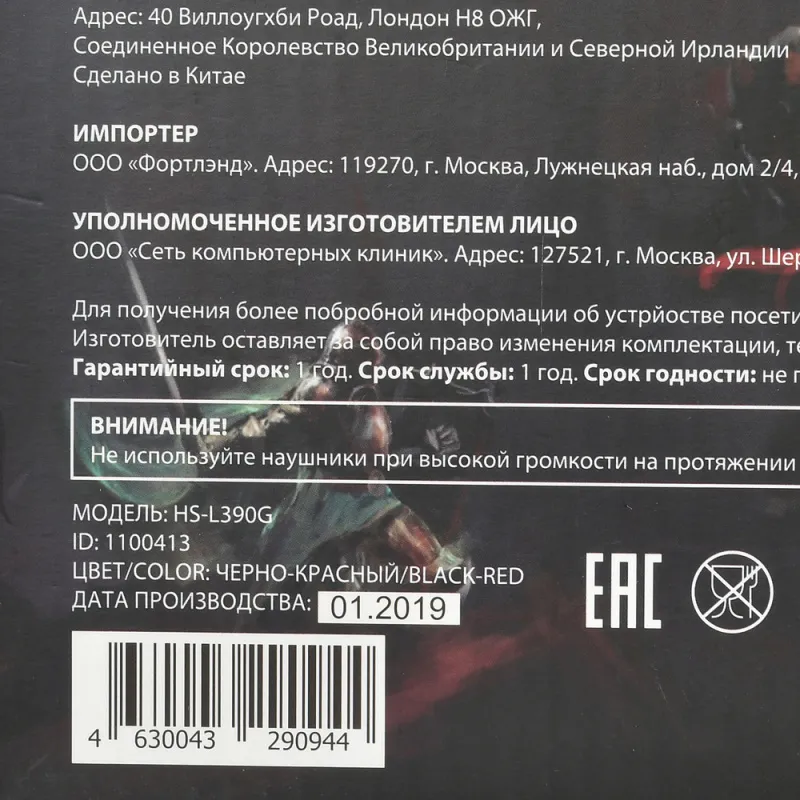 Адрес: 40 Виллоугхби Роад, Лондон Н8 ОЖГ,
Соединенное Королевство Великобритании и Северной Ирландии
Сделано в Китае
ИМПОРТЕР
ООО «Фортлэнд». Адрес: 119270, г. Москва, Лужнецкая наб., дом 2/4,
УПОЛНОМОЧЕННОЕ ИЗГОТОВИТЕЛЕМ ЛИЦО
ООО «Сеть компьютерных клиник». Адрес: 127521, г. Москва, ул. Шер
Для получения более побробной информации об устрйостве посети
Изготовитель оставляет за собой право изменения комплектации, те
Гарантийный срок: 1 год. Срок службы: 1 год. Срок годности: не
ВНИМАНИЕ!
Не используйте наушники при высокой громкости на протяжении
МОДЕЛЬ: HS-L390G
ID: 1100413
ЦВЕТ/COLOR: ЧЕРНО-КРАСНЫЙ/BLACK-RED
ДАТА ПРОИЗВОДСТВА: 01.2019
EAC
4 630043 290944